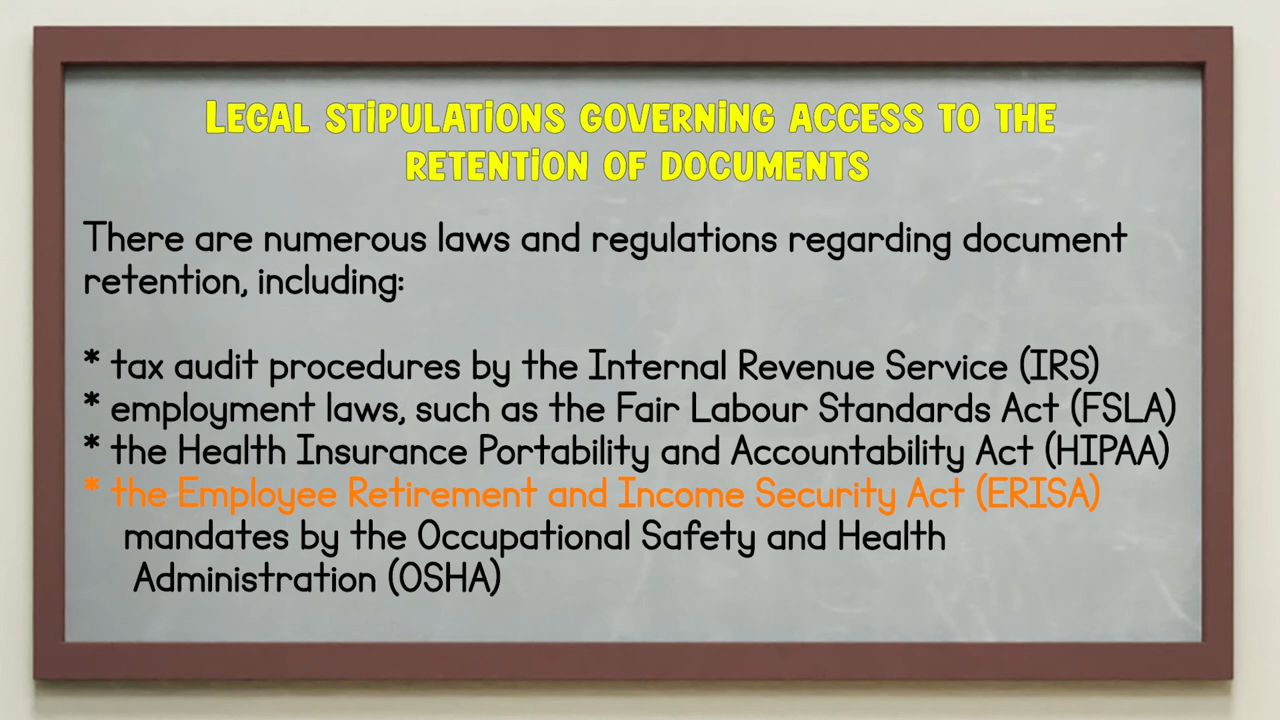 LEGAL STIPULATIONS GOVERNING ACCESS TO THE
RETENTION OF DOCUMENTS
There are numerous laws and regulations regarding document
retention, including:
* tax audit procedures by the Internal Revenue Service (IRS)
* employment laws, such as the Fair Labour Standards Act (FSLA)
* the Health Insurance Portability and Accountability Act (HIPAA)
* the Employee Retirement and Income Security Act (ERISA)
mandates by the Occupational Safety and Health
Administration (OSHA)